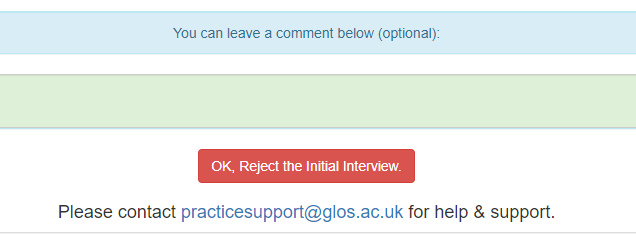 You can leave a comment below (optional):
OK, Reject the Initial Interview.
Please contact practicesupport@glos.ac.uk for help & support.